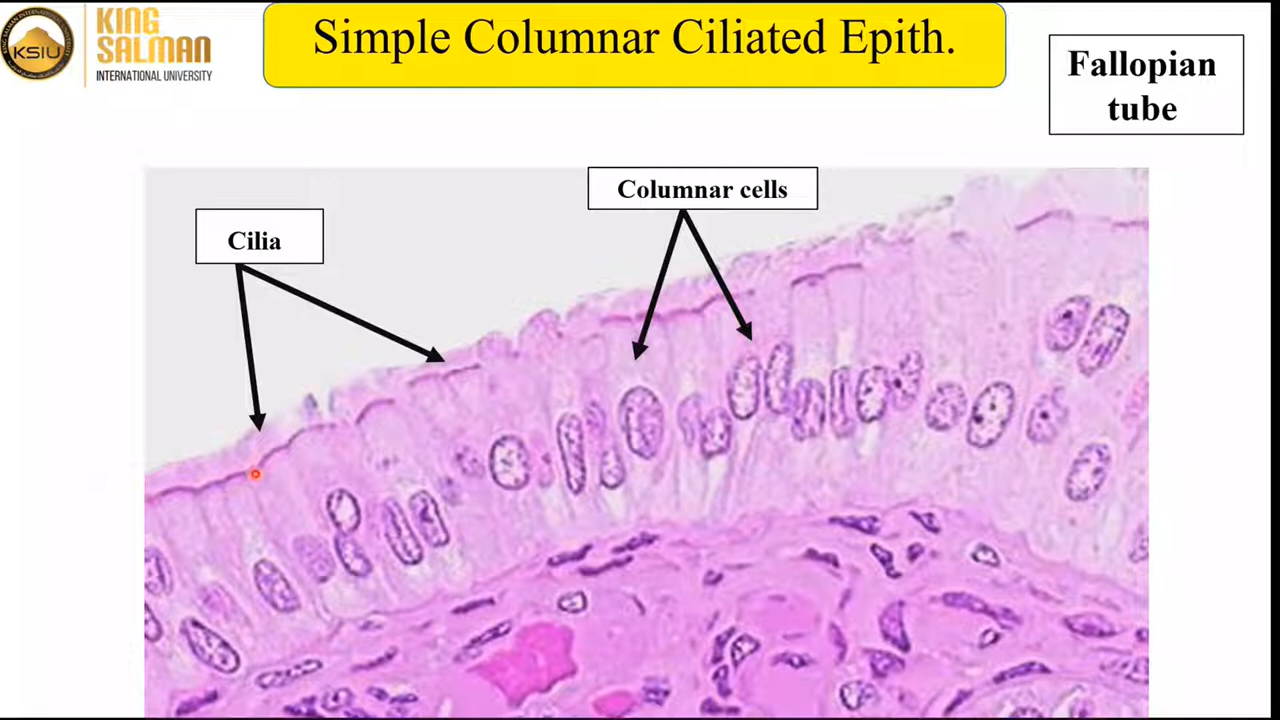 KSIU
KING
SALMAN
INTERNATIONAL UNIVERSITY
Simple Columnar Ciliated Epith.
Fallopian
tube
Columnar cells
Cilia